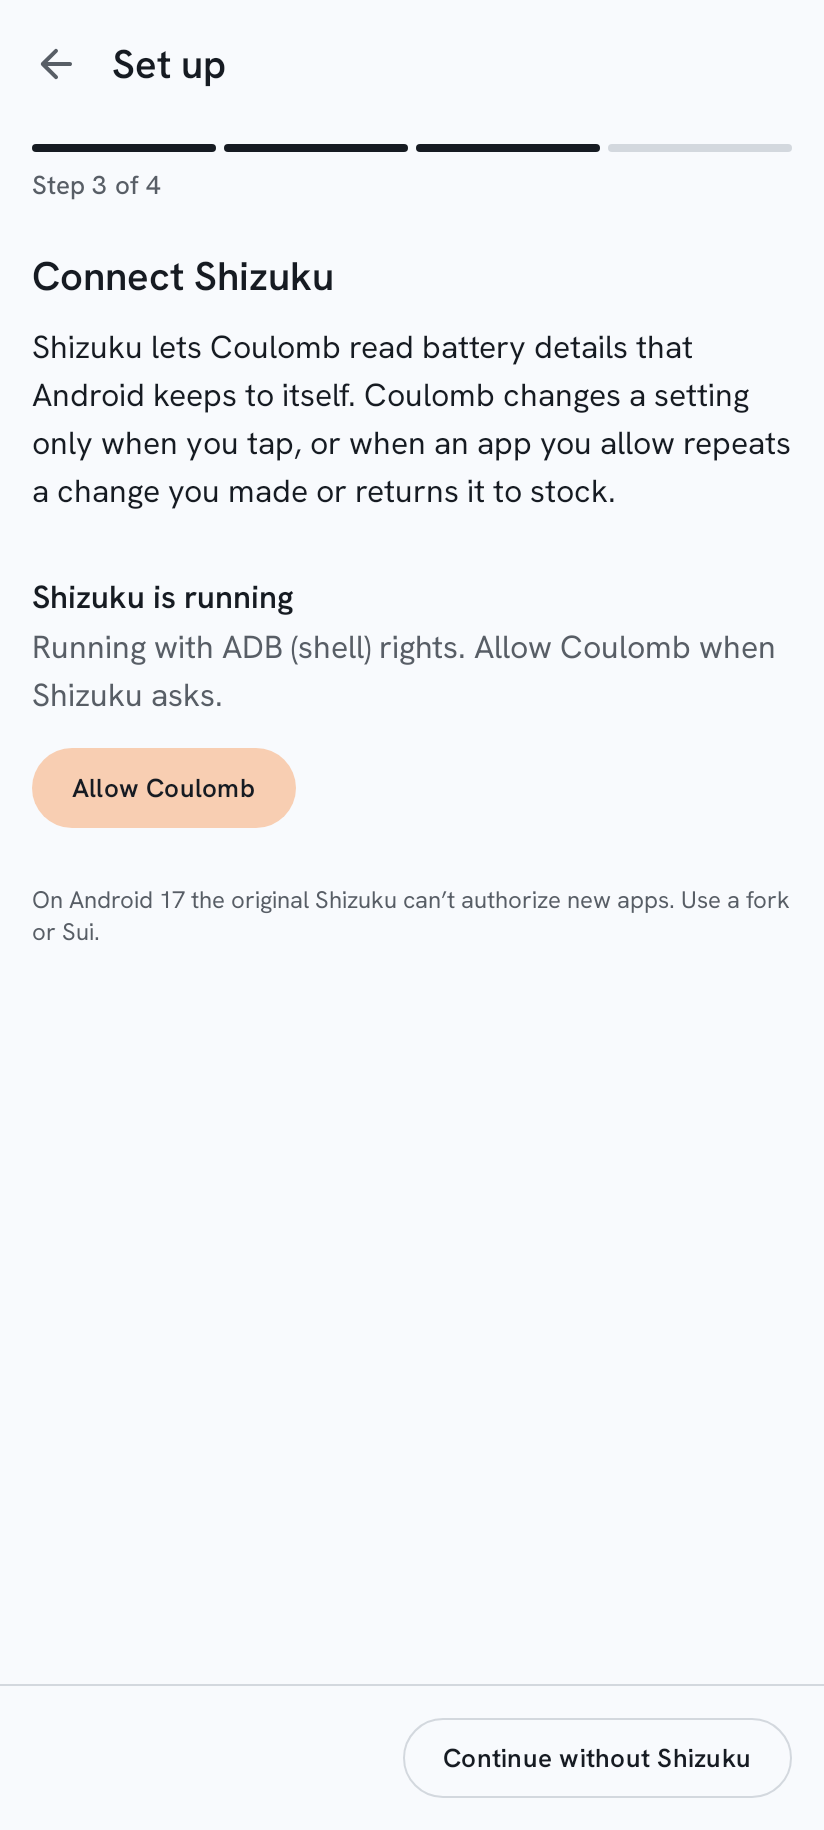 Set up
Step 3 of 4
Connect Shizuku
Shizuku lets Coulomb read battery details that
Android keeps to itself. Coulomb changes a setting
only when you tap, or when an app you allow repeats
a change you made or returns it to stock.
Shizuku is running
Running with ADB (shell) rights. Allow Coulomb when
Shizuku asks.
Allow Coulomb
On Android 17 the original Shizuku can’t authorize new apps. Use a fork
or Sui.
Continue without Shizuku